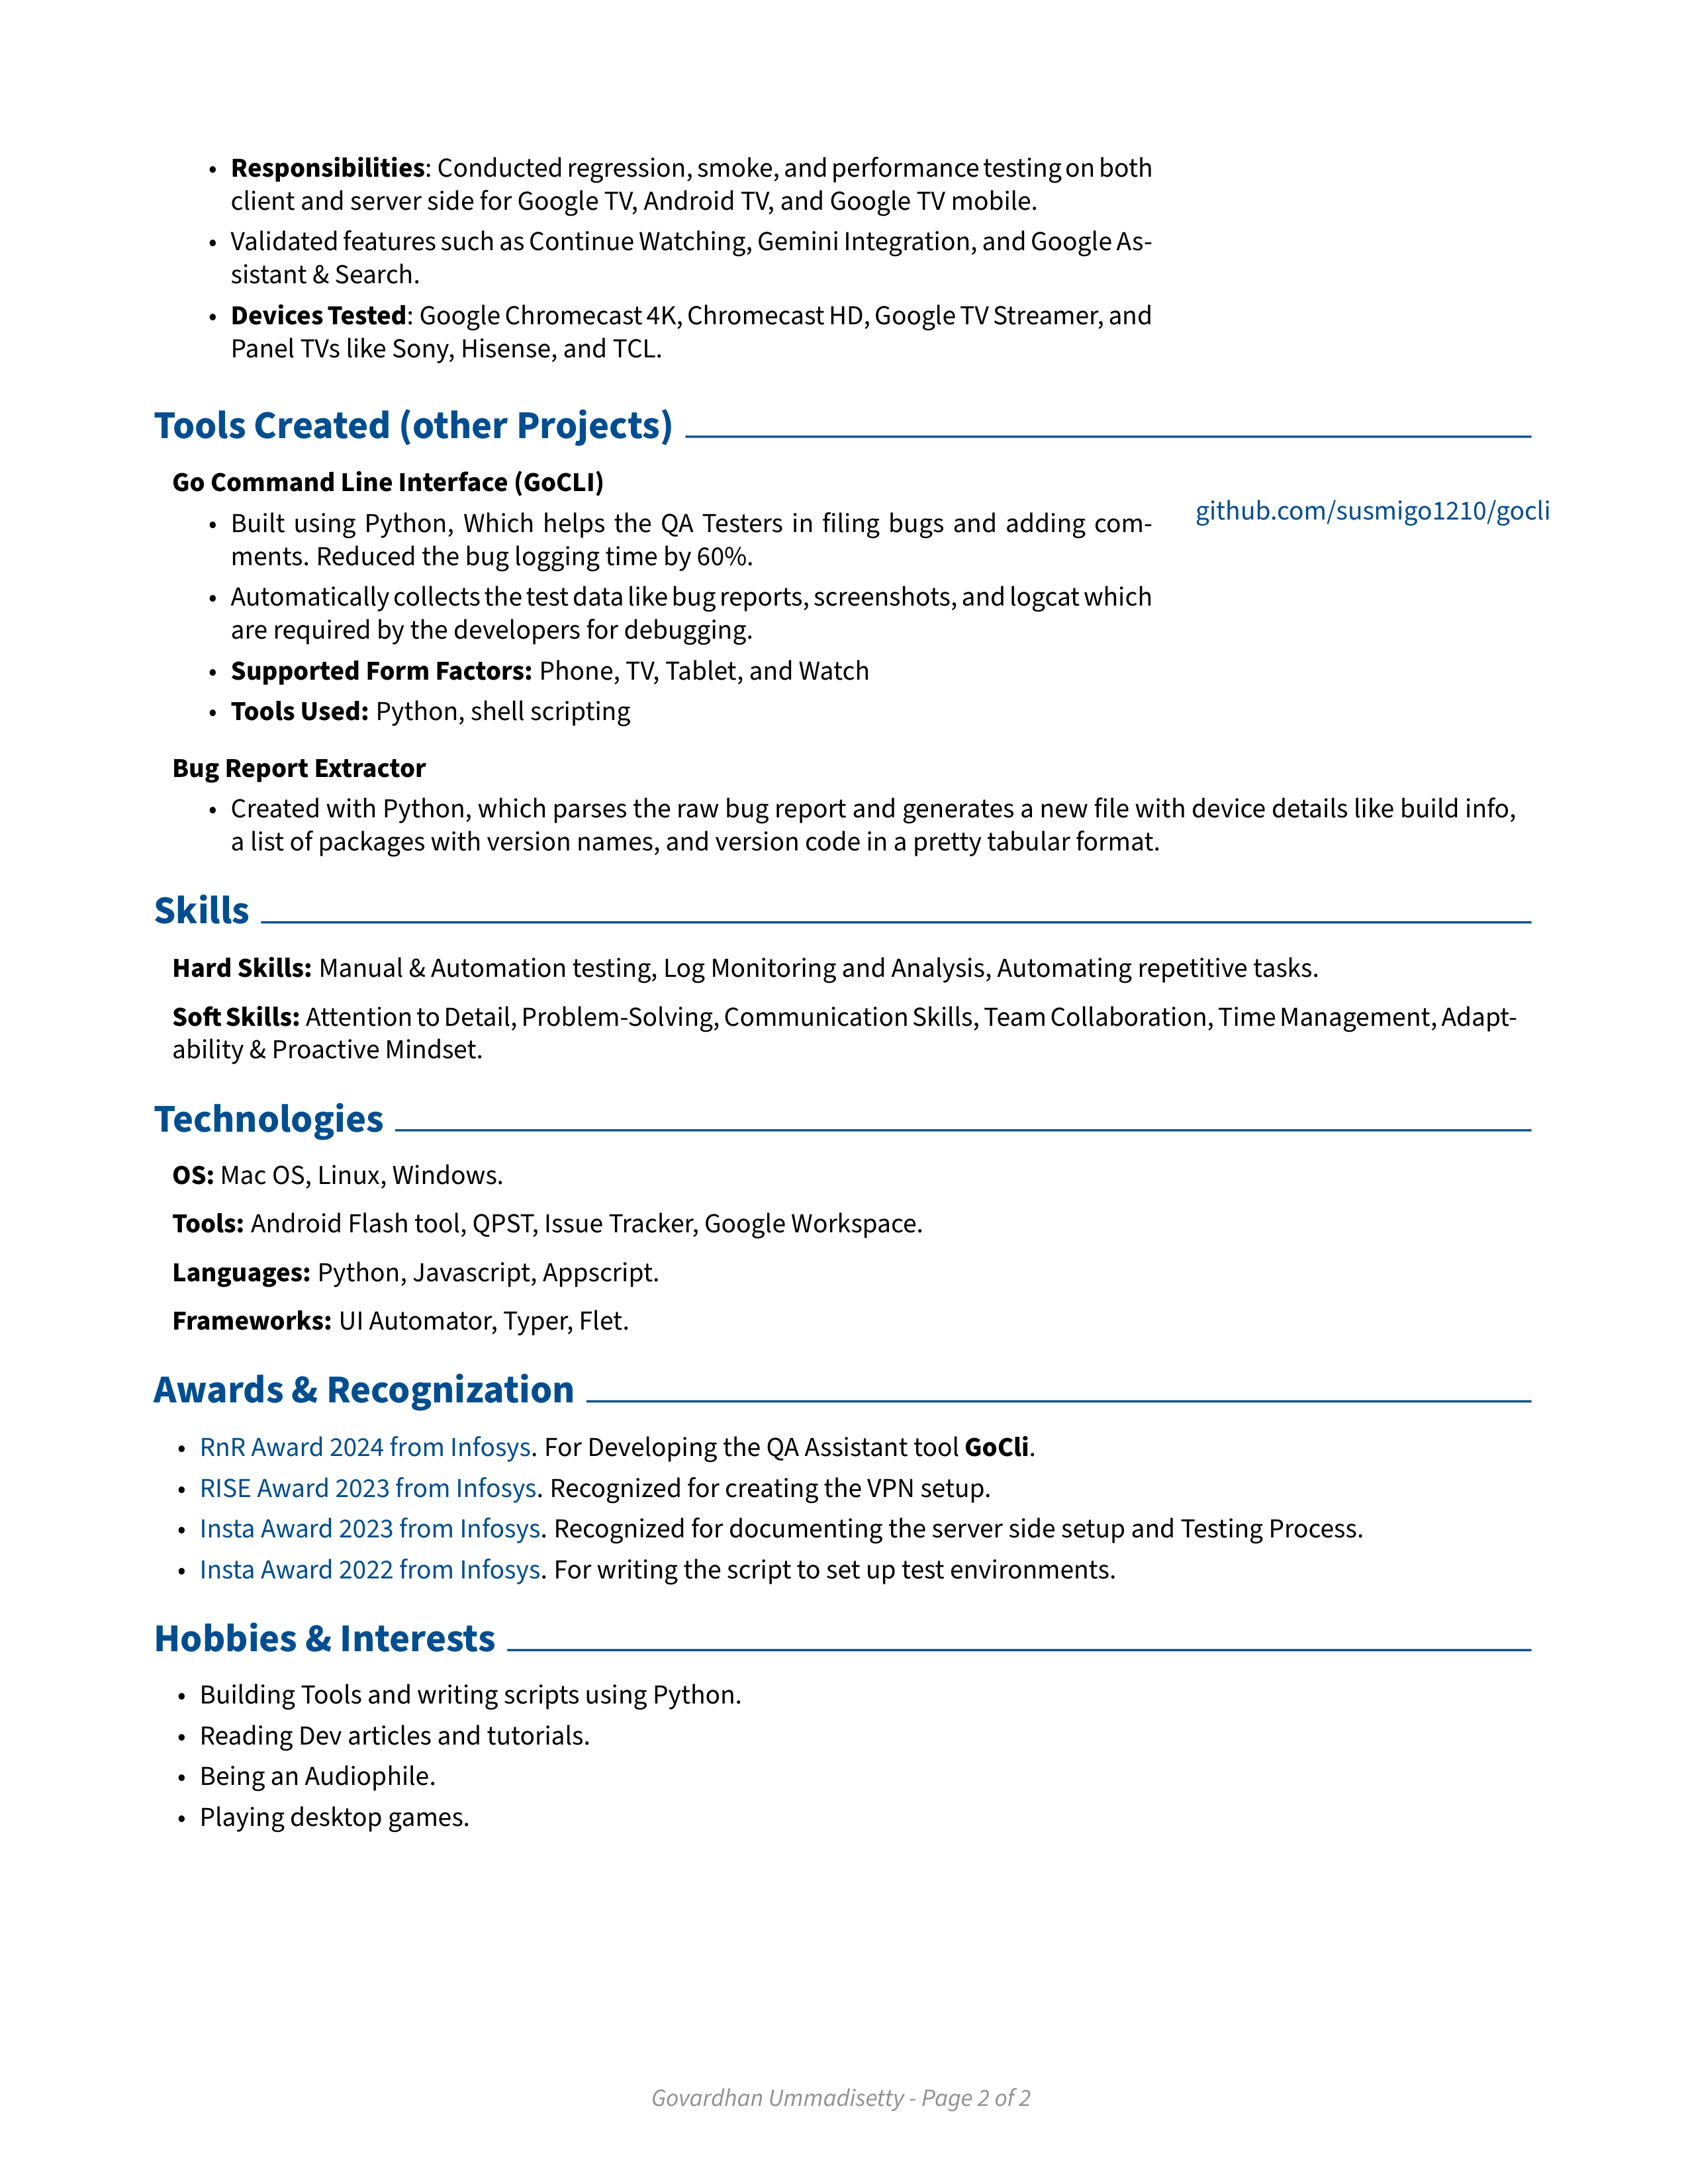 • Responsibilities: Conducted regression, smoke, and performance testing on both
client and server side for Google TV, Android TV, and Google TV mobile.
• Validated features such as Continue Watching, Gemini Integration, and Google As-
sistant & Search.
• Devices Tested: Google Chromecast 4K, Chromecast HD, Google TV Streamer, and
Panel TVs like Sony, Hisense, and TCL.
Tools Created (other Projects)
Go Command Line Interface (GoCLI)
github.com/susmigo1210/gocli
• Built using Python, Which helps the QA Testers in filing bugs and adding com-
ments. Reduced the bug logging time by 60%.
• Automatically collects the test data like bug reports, screenshots, and logcat which
are required by the developers for debugging.
• Supported Form Factors: Phone, TV, Tablet, and Watch
• Tools Used: Python, shell scripting
Bug Report Extractor
• Created with Python, which parses the raw bug report and generates a new file with device details like build info,
a list of packages with version names, and version code in a pretty tabular format.
Skills
Hard Skills: Manual & Automation testing, Log Monitoring and Analysis, Automating repetitive tasks.
Soft Skills: Attention to Detail, Problem-Solving, Communication Skills, Team Collaboration, Time Management, Adapt-
ability & Proactive Mindset.
Technologies
OS: Mac OS, Linux, Windows.
Tools: Android Flash tool, QPST, Issue Tracker, Google Workspace.
Languages: Python, Javascript, Appscript.
Frameworks: UI Automator, Typer, Flet.
Awards & Recognization
• RnR Award 2024 from Infosys. For Developing the QA Assistant tool GoCli.
• RISE Award 2023 from Infosys. Recognized for creating the VPN setup.
• Insta Award 2023 from Infosys. Recognized for documenting the server side setup and Testing Process.
• Insta Award 2022 from Infosys. For writing the script to set up test environments.
Hobbies & Interests
• Building Tools and writing scripts using Python.
• Reading Dev articles and tutorials.
• Being an Audiophile.
• Playing desktop games.
Govardhan Ummadisetty - Page 2 of 2